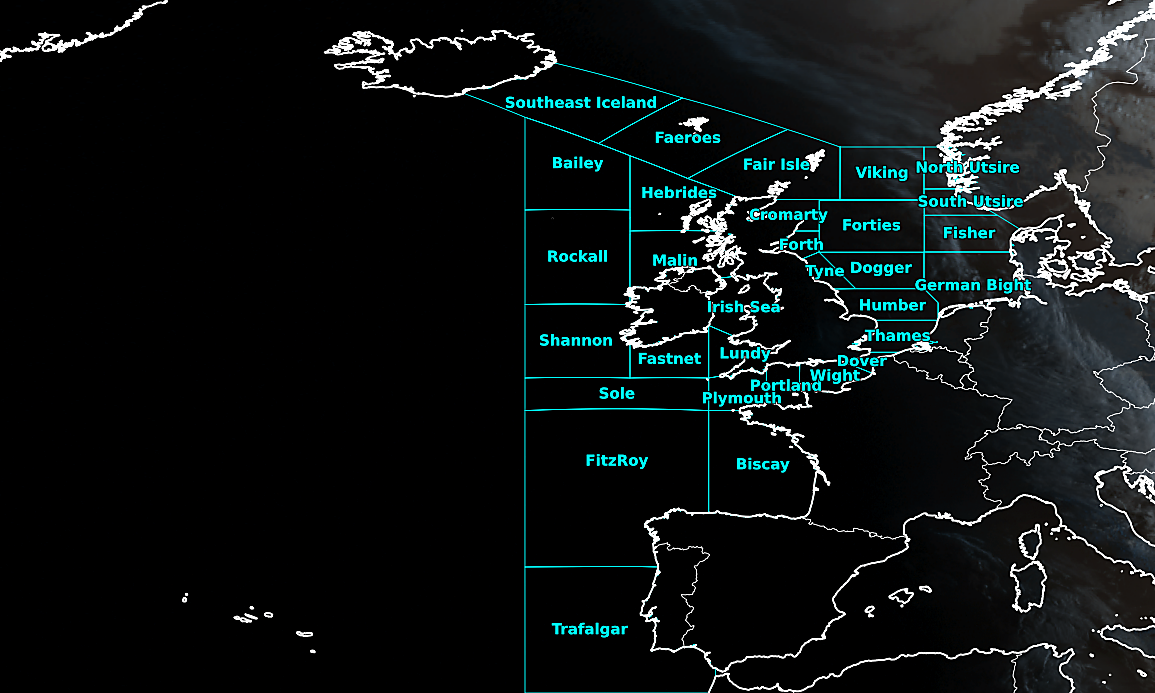 Southeast Iceland
Faeroes
Bailey
Fair Isle
Viking
North Utsire
Hebrides
South Utsire
Cromarty
Forties
Fisher
Forth
Rockall
Malin
Tyne
Dogger
German Bight
Irish Sea
Humber
Shannon
Thames
Fastnet
Lundy
Dover
Wight
Portland
Sole
Plymouth
FitzRoy
Biscay
Trafalgar